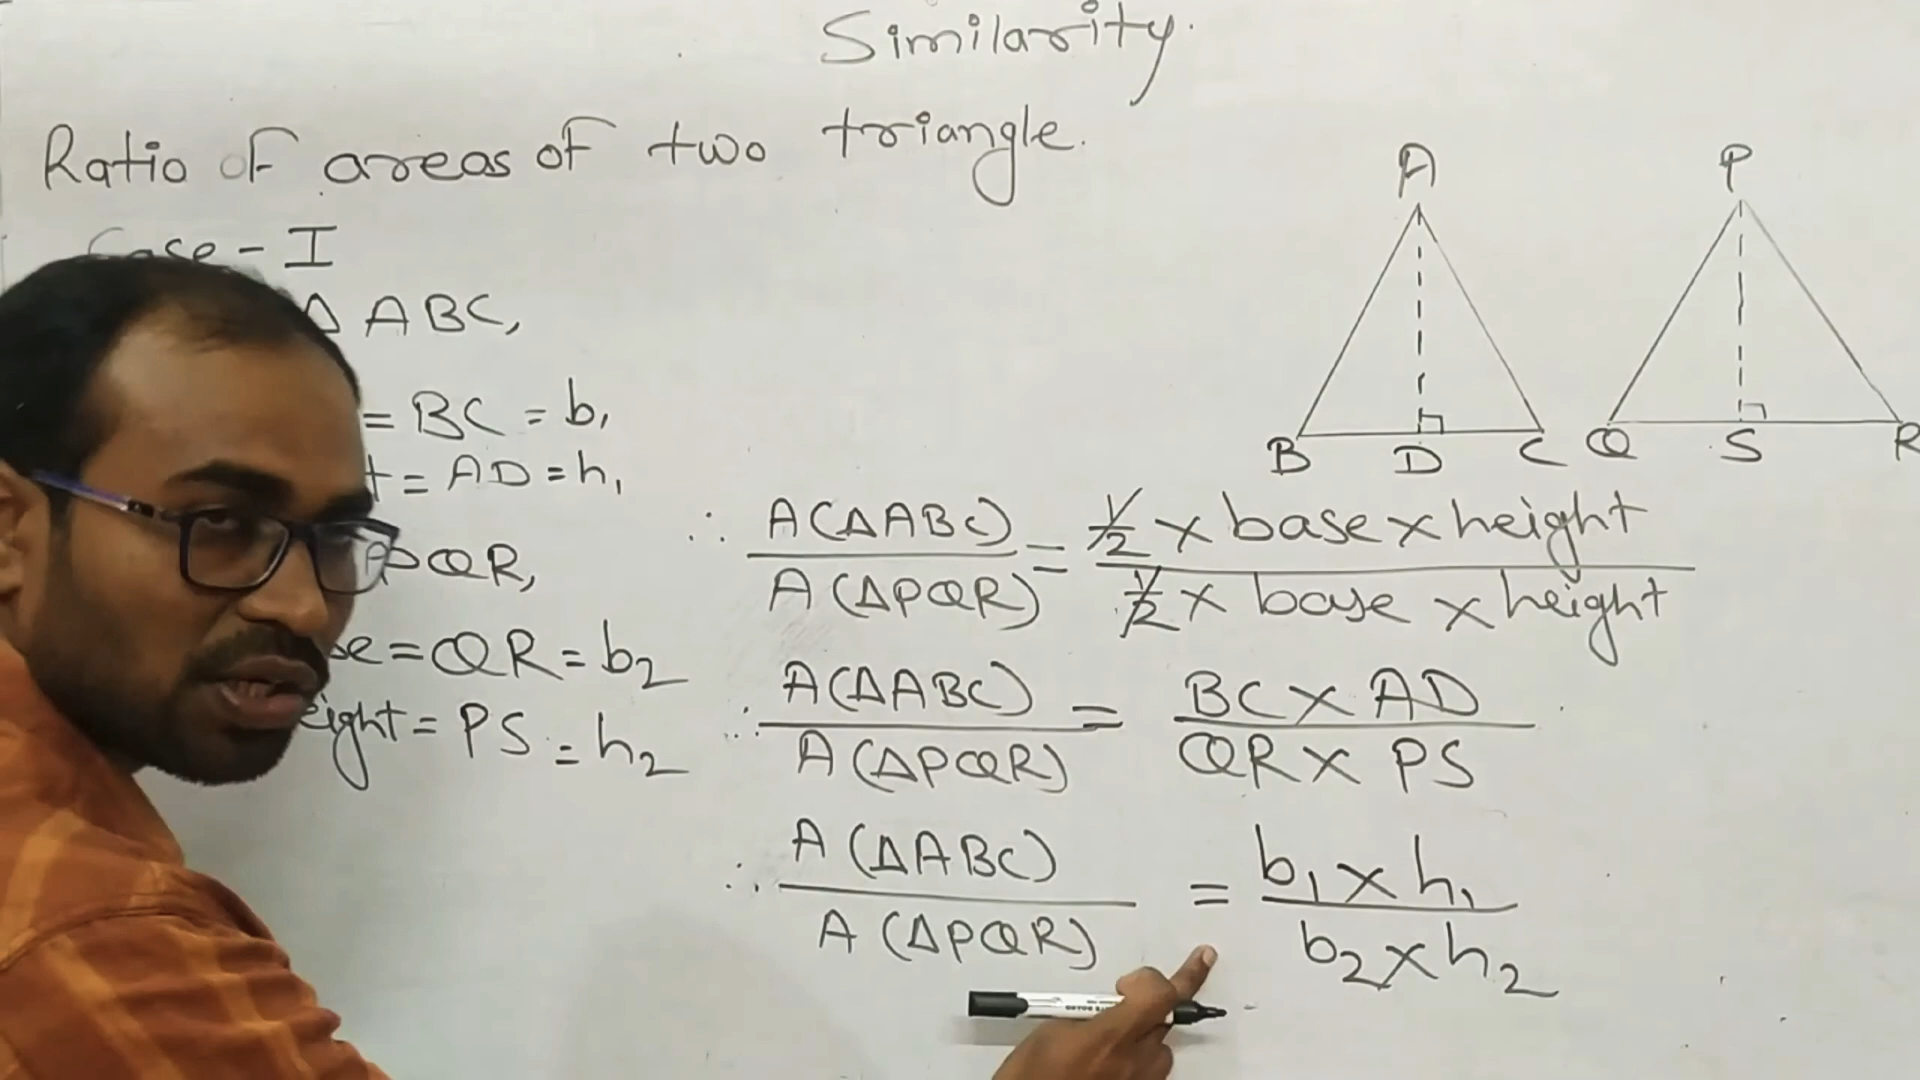 Similarity.
Ratio of areas of two triangle.
Case - I
Δ ABC,
= BC = b₁
= AD = h₁
PQR,
= QR = b₂
= PS = h₂
A P
B D C Q S R
∴ A(ΔABC) / A(ΔPQR) = 1/2 × base × height / 1/2 × base × height
∴ A(ΔABC) / A(ΔPQR) = BC × AD / QR × PS
∴ A(ΔABC) / A(ΔPQR) = b₁ × h₁ / b₂ × h₂